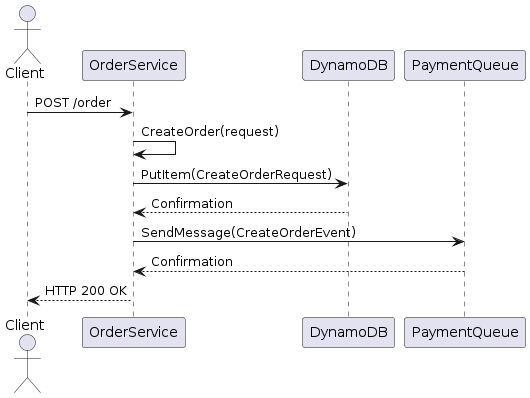 Client
OrderService
DynamoDB
PaymentQueue
POST /order
CreateOrder(request)
PutItem(CreateOrderRequest)
Confirmation
SendMessage(CreateOrderEvent)
Confirmation
HTTP 200 OK
Client
OrderService
DynamoDB
PaymentQueue